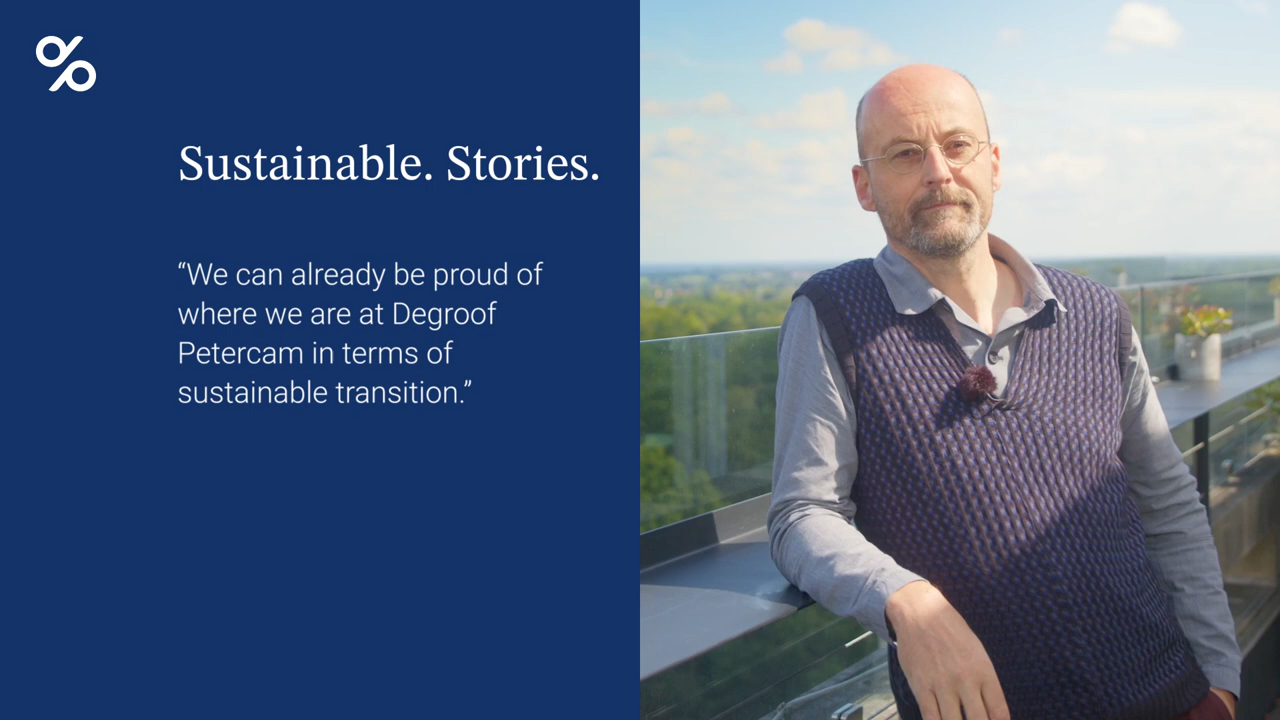 Sustainable. Stories.
“We can already be proud of
where we are at Degroof
Petercam in terms of
sustainable transition.”